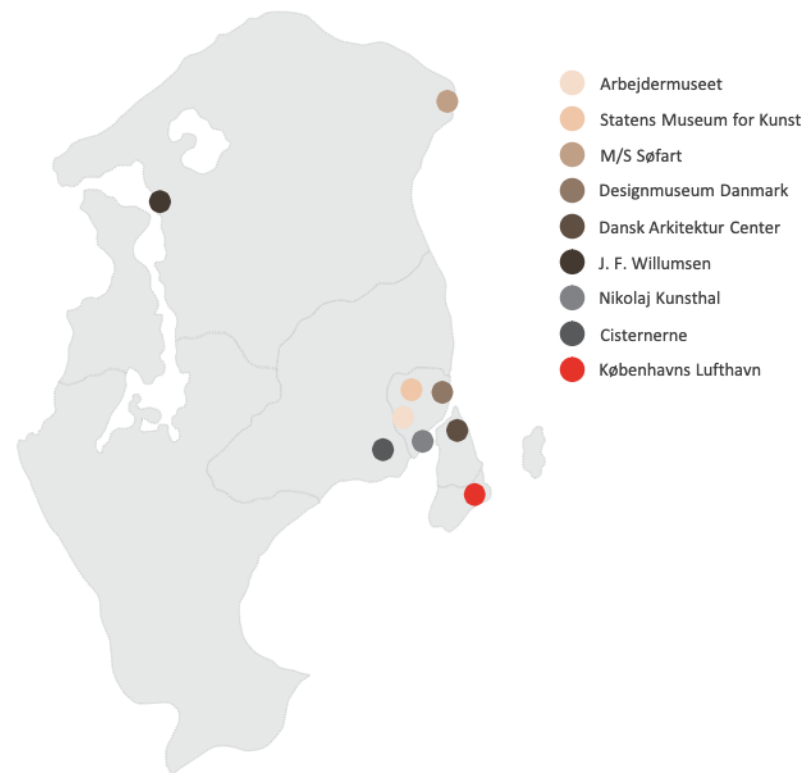 Arbejdermuseet
Statens Museum for Kunst
M/S Søfart
Designmuseum Danmark
Dansk Arkitektur Center
J. F. Willumsen
Nikolaj Kunsthal
Cisternerne
Københavns Lufthavn